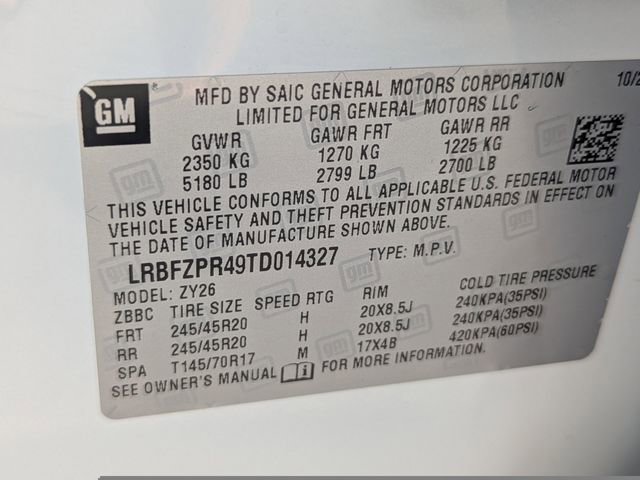 GM
MFD BY SAIC GENERAL MOTORS CORPORATION 10/2
LIMITED FOR GENERAL MOTORS LLC
GVWR GAWR FRT GAWR RR
2350 KG 1270 KG 1225 KG
5180 LB 2799 LB 2700 LB
THIS VEHICLE CONFORMS TO ALL APPLICABLE U.S. FEDERAL MOTOR
VEHICLE SAFETY AND THEFT PREVENTION STANDARDS IN EFFECT ON
THE DATE OF MANUFACTURE SHOWN ABOVE.
LRBFZPR49TD014327 TYPE: M.P.V.
MODEL: ZY26
ZBBC TIRE SIZE SPEED RTG RIM COLD TIRE PRESSURE
FRT 245/45R20 H 20X8.5J 240KPA(35PSI)
RR 245/45R20 H 20X8.5J 240KPA(35PSI)
SPA T145/70R17 M 17X4B 420KPA(60PSI)
SEE OWNER'S MANUAL FOR MORE INFORMATION.